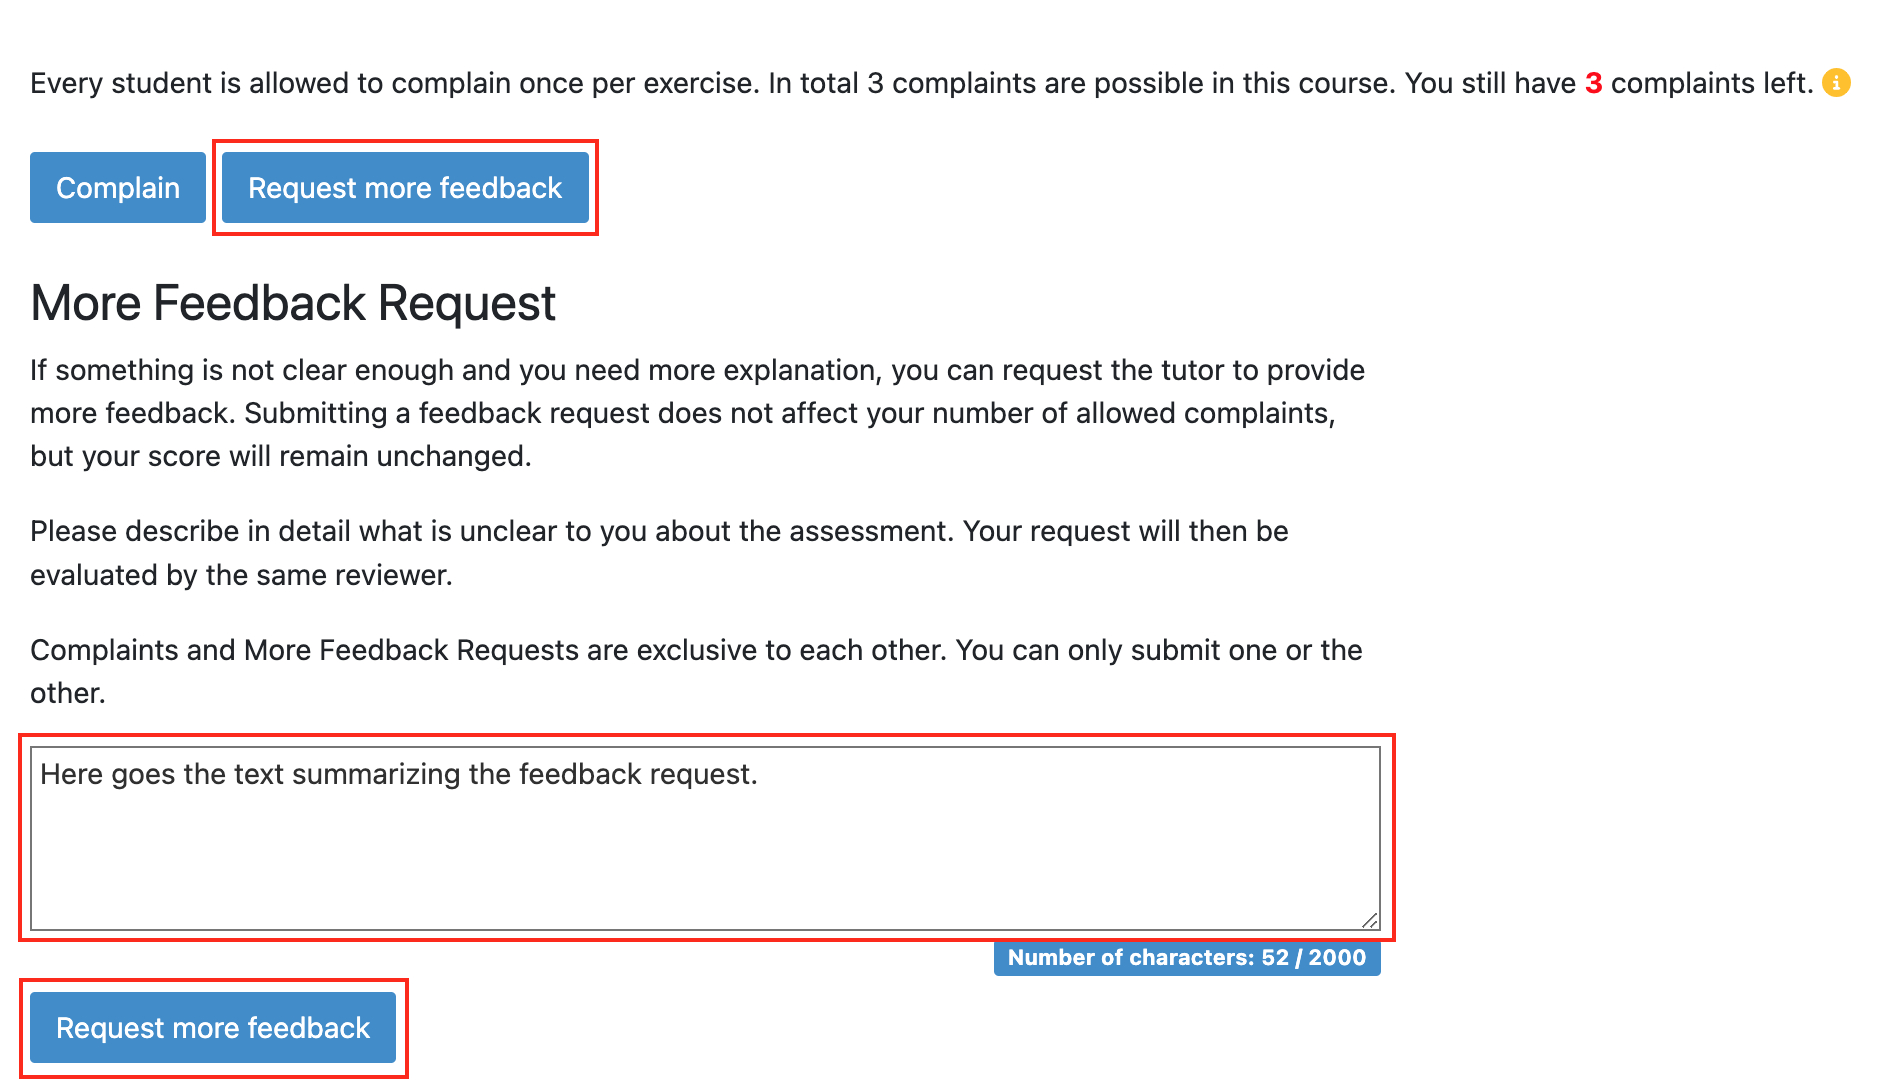 Every student is allowed to complain once per exercise. In total 3 complaints are possible in this course. You still have 3 complaints left.
Complain
Request more feedback
More Feedback Request
If something is not clear enough and you need more explanation, you can request the tutor to provide
more feedback. Submitting a feedback request does not affect your number of allowed complaints,
but your score will remain unchanged.
Please describe in detail what is unclear to you about the assessment. Your request will then be
evaluated by the same reviewer.
Complaints and More Feedback Requests are exclusive to each other. You can only submit one or the
other.
Here goes the text summarizing the feedback request.
Number of characters: 52 / 2000
Request more feedback